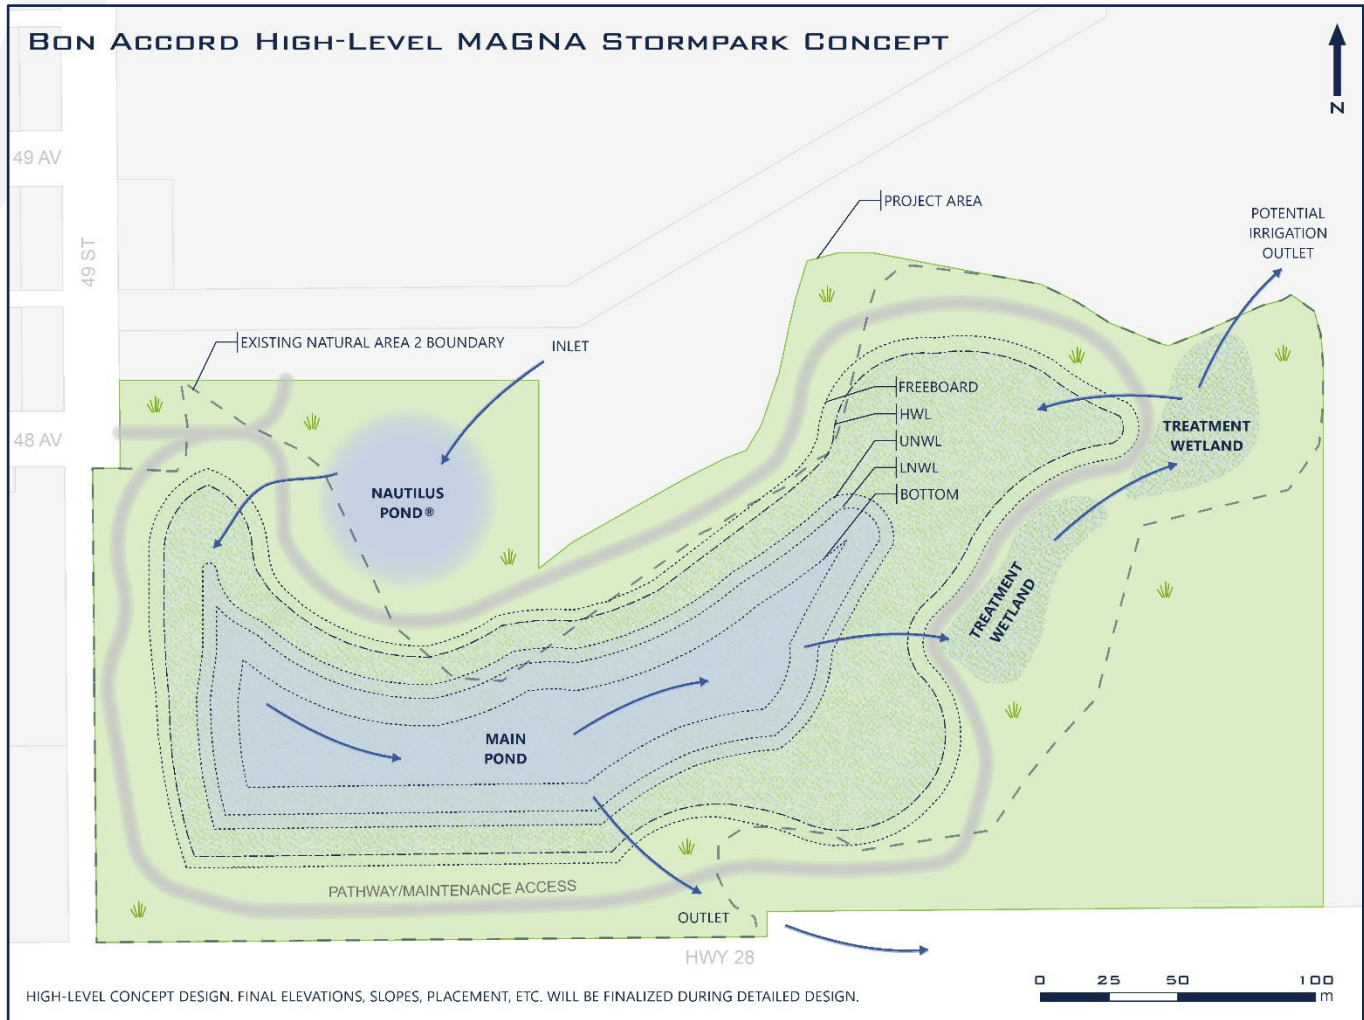 BON ACCORD HIGH-LEVEL MAGNA STORMPARK CONCEPT
N
49 AV
49 ST
48 AV
PROJECT AREA
POTENTIAL
IRRIGATION
OUTLET
EXISTING NATURAL AREA 2 BOUNDARY
INLET
FREEBOARD
HWL
UNWL
LNWL
BOTTOM
TREATMENT
WETLAND
NAUTILUS
POND®
TREATMENT
WETLAND
MAIN
POND
PATHWAY/MAINTENANCE ACCESS
OUTLET
HWY 28
0 25 50 100
m
HIGH-LEVEL CONCEPT DESIGN. FINAL ELEVATIONS, SLOPES, PLACEMENT, ETC. WILL BE FINALIZED DURING DETAILED DESIGN.